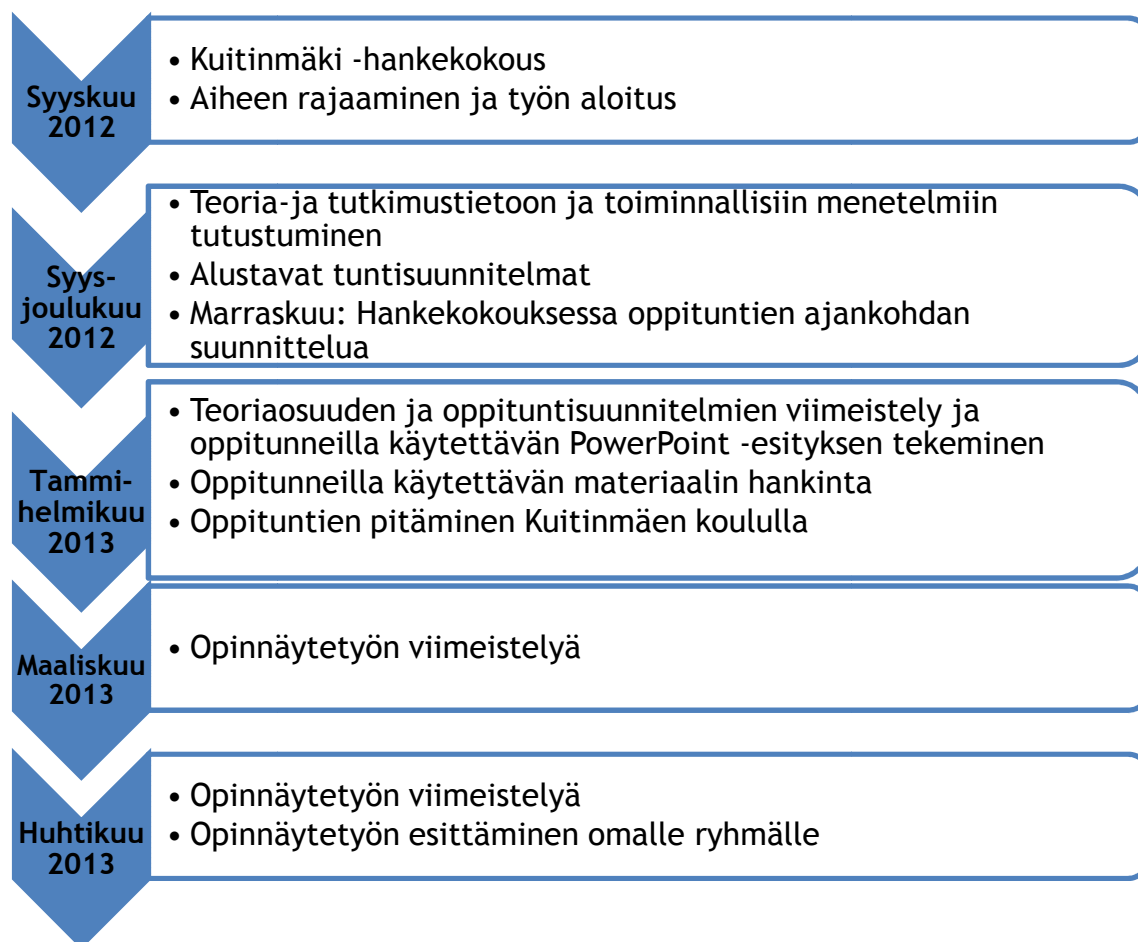 Syyskuu
2012
• Kuitinmäki -hankekokous
• Aiheen rajaaminen ja työn aloitus
Syys-
joulukuu
2012
• Teoria-ja tutkimustietoon ja toiminnallisiin menetelmiin
tutustuminen
• Alustavat tuntisuunnitelmat
• Marraskuu: Hankekokouksessa oppituntien ajankohdan
suunnittelua
Tammi-
helmikuu
2013
• Teoriaosuuden ja oppituntisuunnitelmien viimeistely ja
oppitunneilla käytettävän PowerPoint -esityksen tekeminen
• Oppitunneilla käytettävän materiaalin hankinta
• Oppituntien pitäminen Kuitinmäen koululla
Maaliskuu
2013
• Opinnäytetyön viimeistelyä
Huhtikuu
2013
• Opinnäytetyön viimeistelyä
• Opinnäytetyön esittäminen omalle ryhmälle